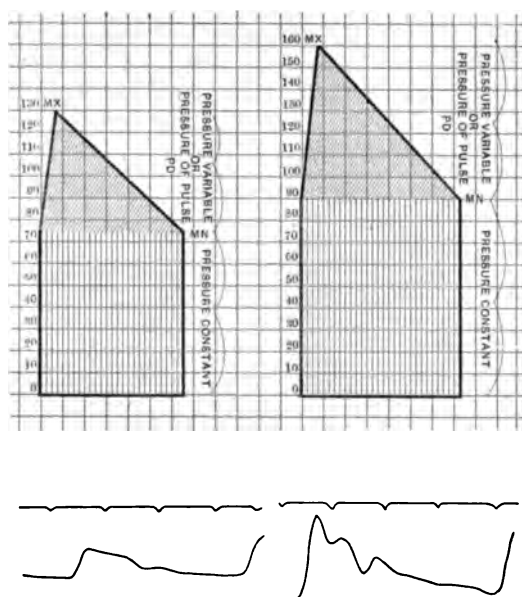 MX
130
120
110
100
90
80
70
60
50
40
30
20
10
0
MN
PRESSURE VARIABLE
OR
PRESSURE OF PULSE
PD
PRESSURE CONSTANT
160 MX
150
140
130
120
110
100
90
80
70
60
50
40
30
20
10
0
MN
PRESSURE VARIABLE
OR
PRESSURE OF PULSE
PD
PRESSURE CONSTANT